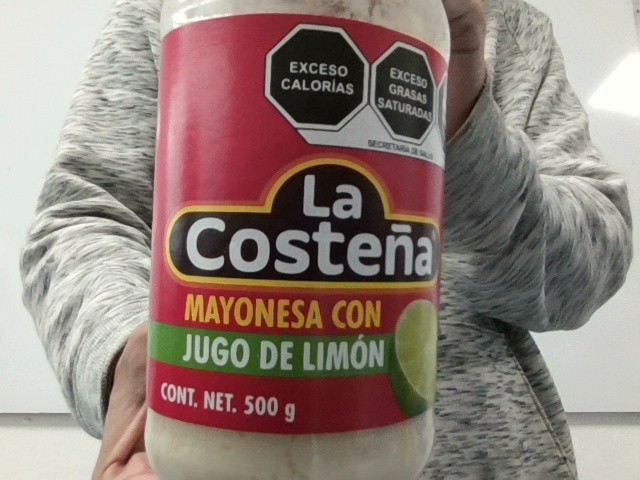 EXCESO
CALORÍAS
EXCESO
GRASAS
SATURADAS
SECRETARÍA DE SALUD
La
Costeña
MAYONESA CON
JUGO DE LIMÓN
CONT. NET. 500 g